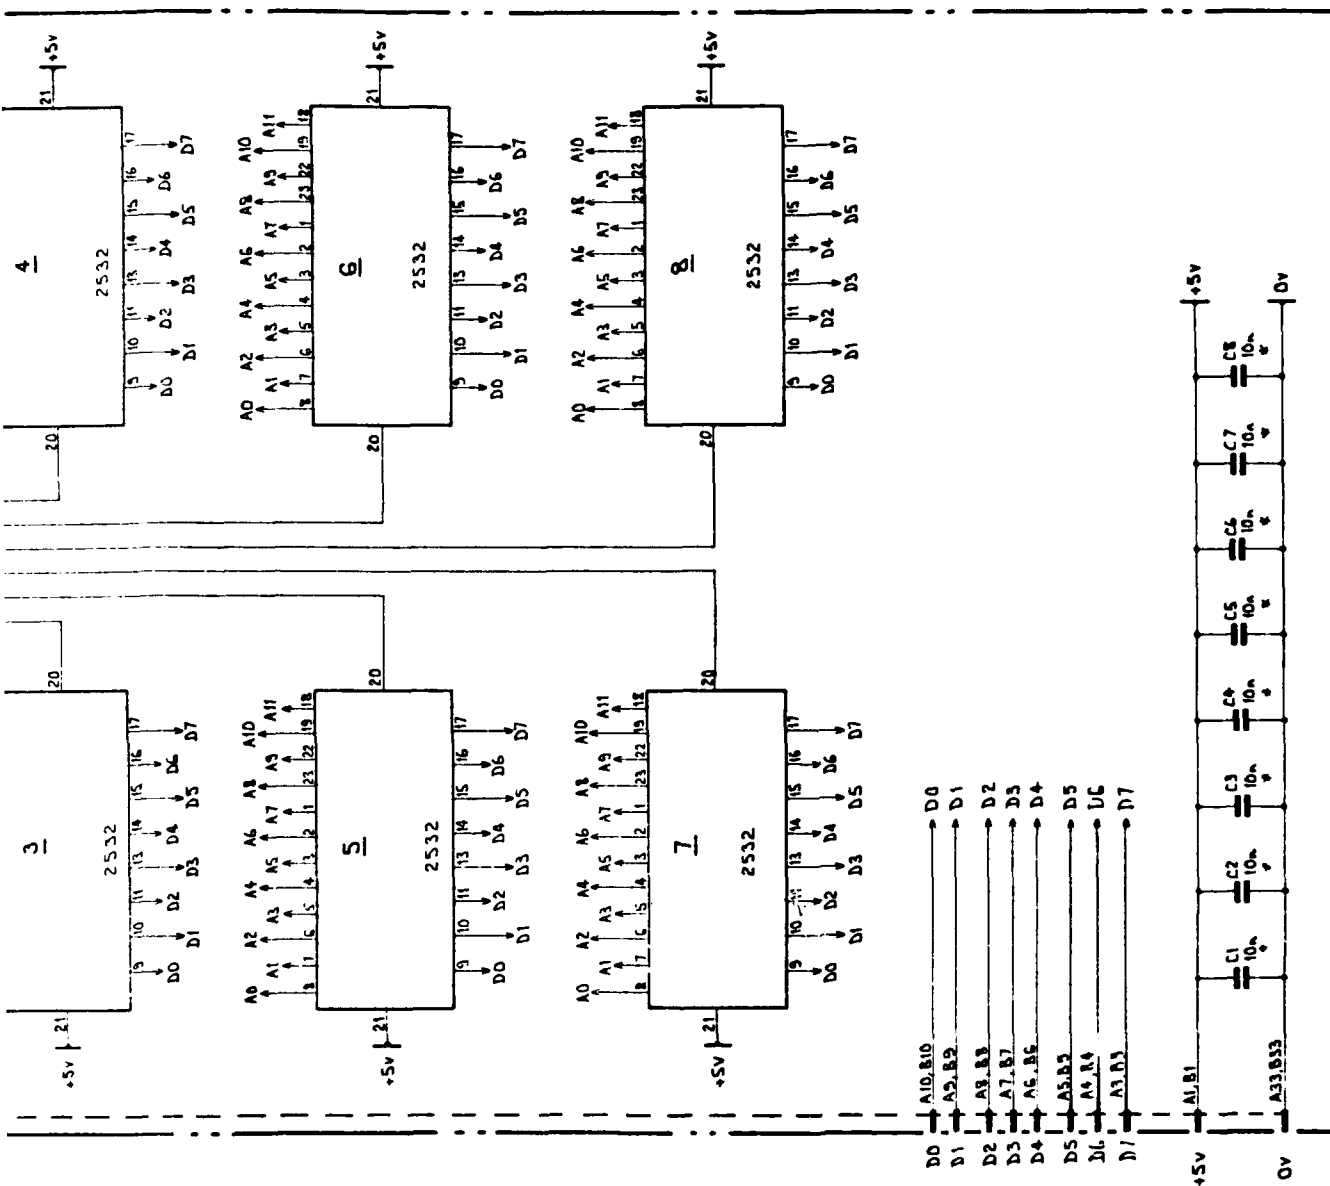 +5v
21
4
2532
17 D7
16 D6
15 D5
14 D4
13 D3
11 D2
10 D1
9 D0
20
+5v
21
A11 18
A10 19
A9 22
A8 23
A7 1
A6 2
A5 3
A4 4
A3 5
A2 6
A1 7
A0 8
6
2532
17 D7
16 D6
15 D5
14 D4
13 D3
11 D2
10 D1
9 D0
20
+5v
21
A11 18
A10 19
A9 22
A8 23
A7 1
A6 2
A5 3
A4 4
A3 5
A2 6
A1 7
A0 8
8
2532
17 D7
16 D6
15 D5
14 D4
13 D3
11 D2
10 D1
9 D0
20
20
3
2532
17 D7
16 D6
15 D5
14 D4
13 D3
11 D2
10 D1
9 D0
21
+5v
20
A11 18
A10 19
A9 22
A8 23
A7 1
A6 2
A5 3
A4 4
A3 5
A2 6
A1 7
A0 8
5
2532
17 D7
16 D6
15 D5
14 D4
13 D3
11 D2
10 D1
9 D0
21
+5v
20
A11 18
A10 19
A9 22
A8 23
A7 1
A6 2
A5 3
A4 4
A3 5
A2 6
A1 7
A0 8
7
2532
17 D7
16 D6
15 D5
14 D4
13 D3
11 D2
10 D1
9 D0
21
+5v
D0 A10,B10 D0
D1 A9,B9 D1
D2 A8,B8 D2
D3 A7,B7 D3
D4 A6,B6 D4
D5 A5,B5 D5
D6 A4,B4 D6
D7 A3,B3 D7
+5v A1,B1 +5v
0v A33,B33 0v
C1 10n *
C2 10n *
C3 10n *
C4 10n *
C5 10n *
C6 10n *
C7 10n *
C8 10n *